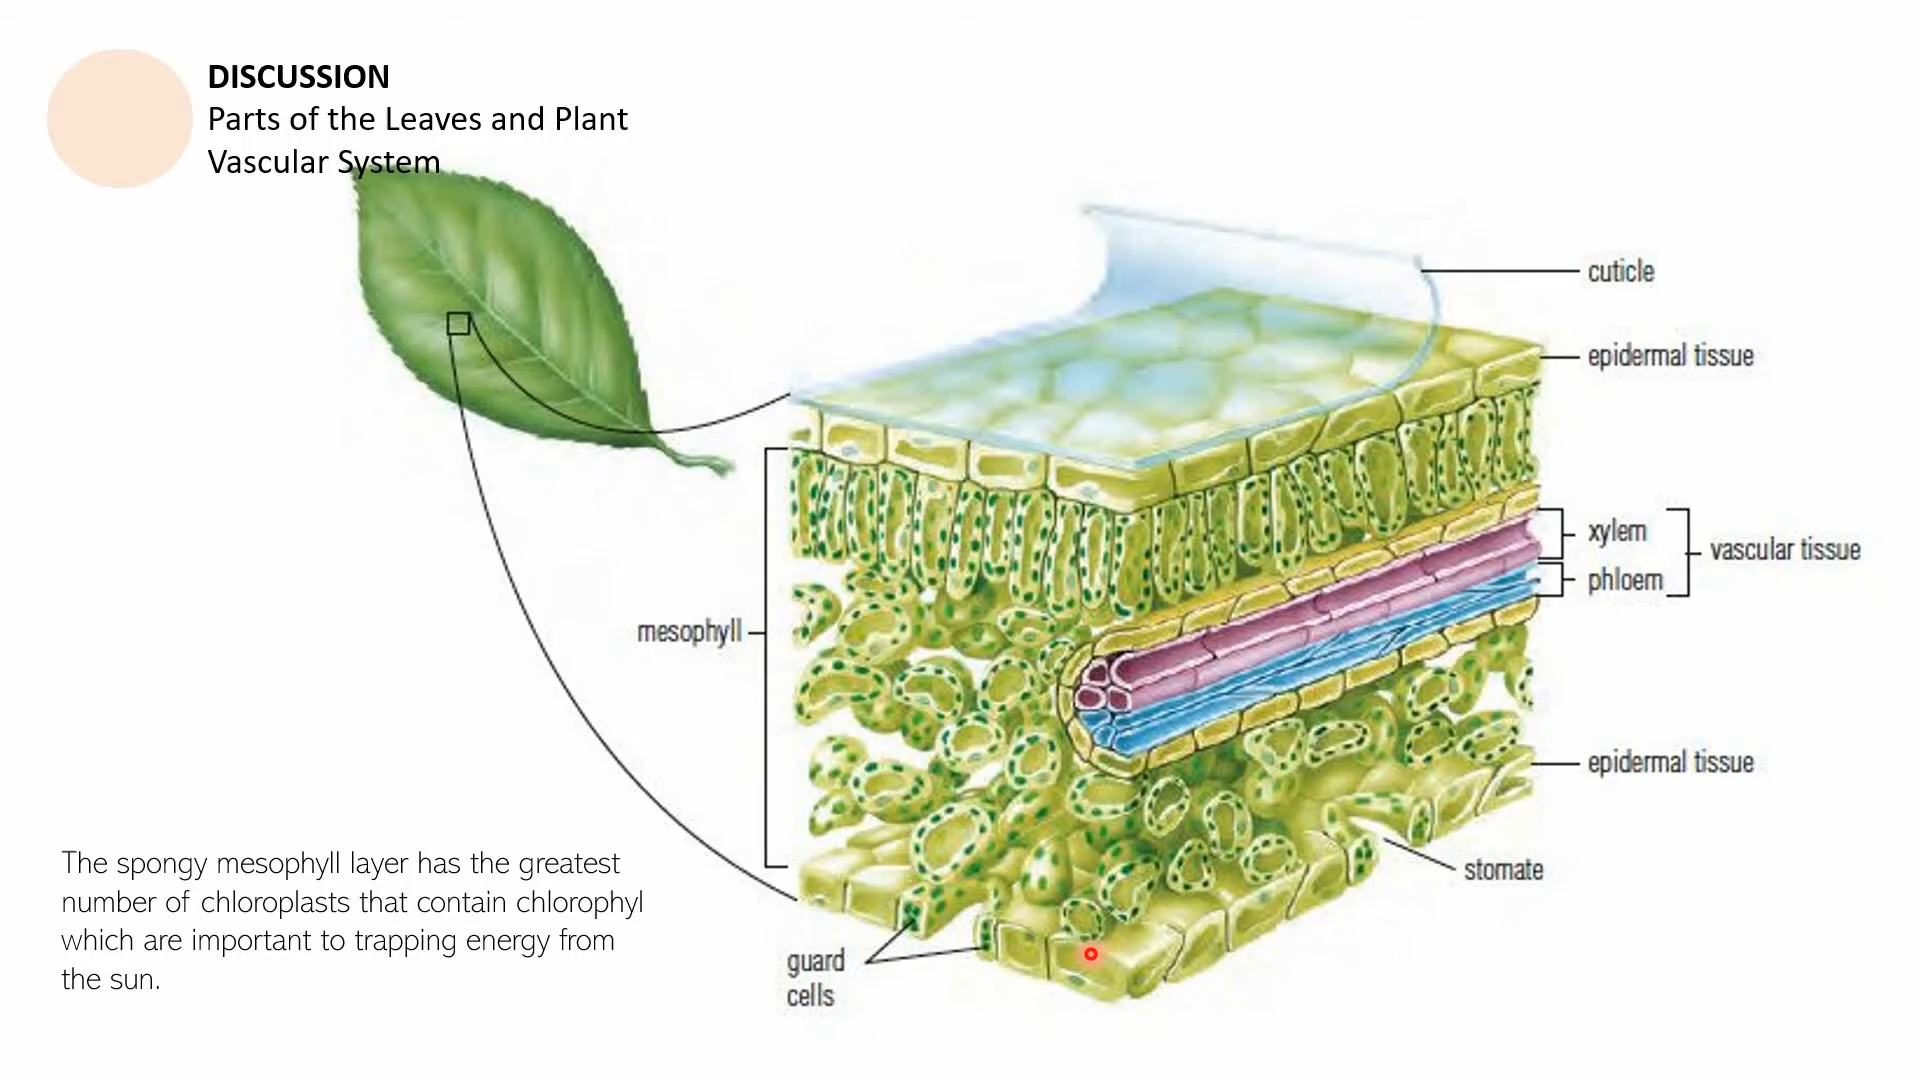 DISCUSSION
Parts of the Leaves and Plant
Vascular System
cuticle
epidermal tissue
xylem
vascular tissue
phloem
mesophyll
epidermal tissue
stomate
guard
cells
The spongy mesophyll layer has the greatest
number of chloroplasts that contain chlorophyl
which are important to trapping energy from
the sun.